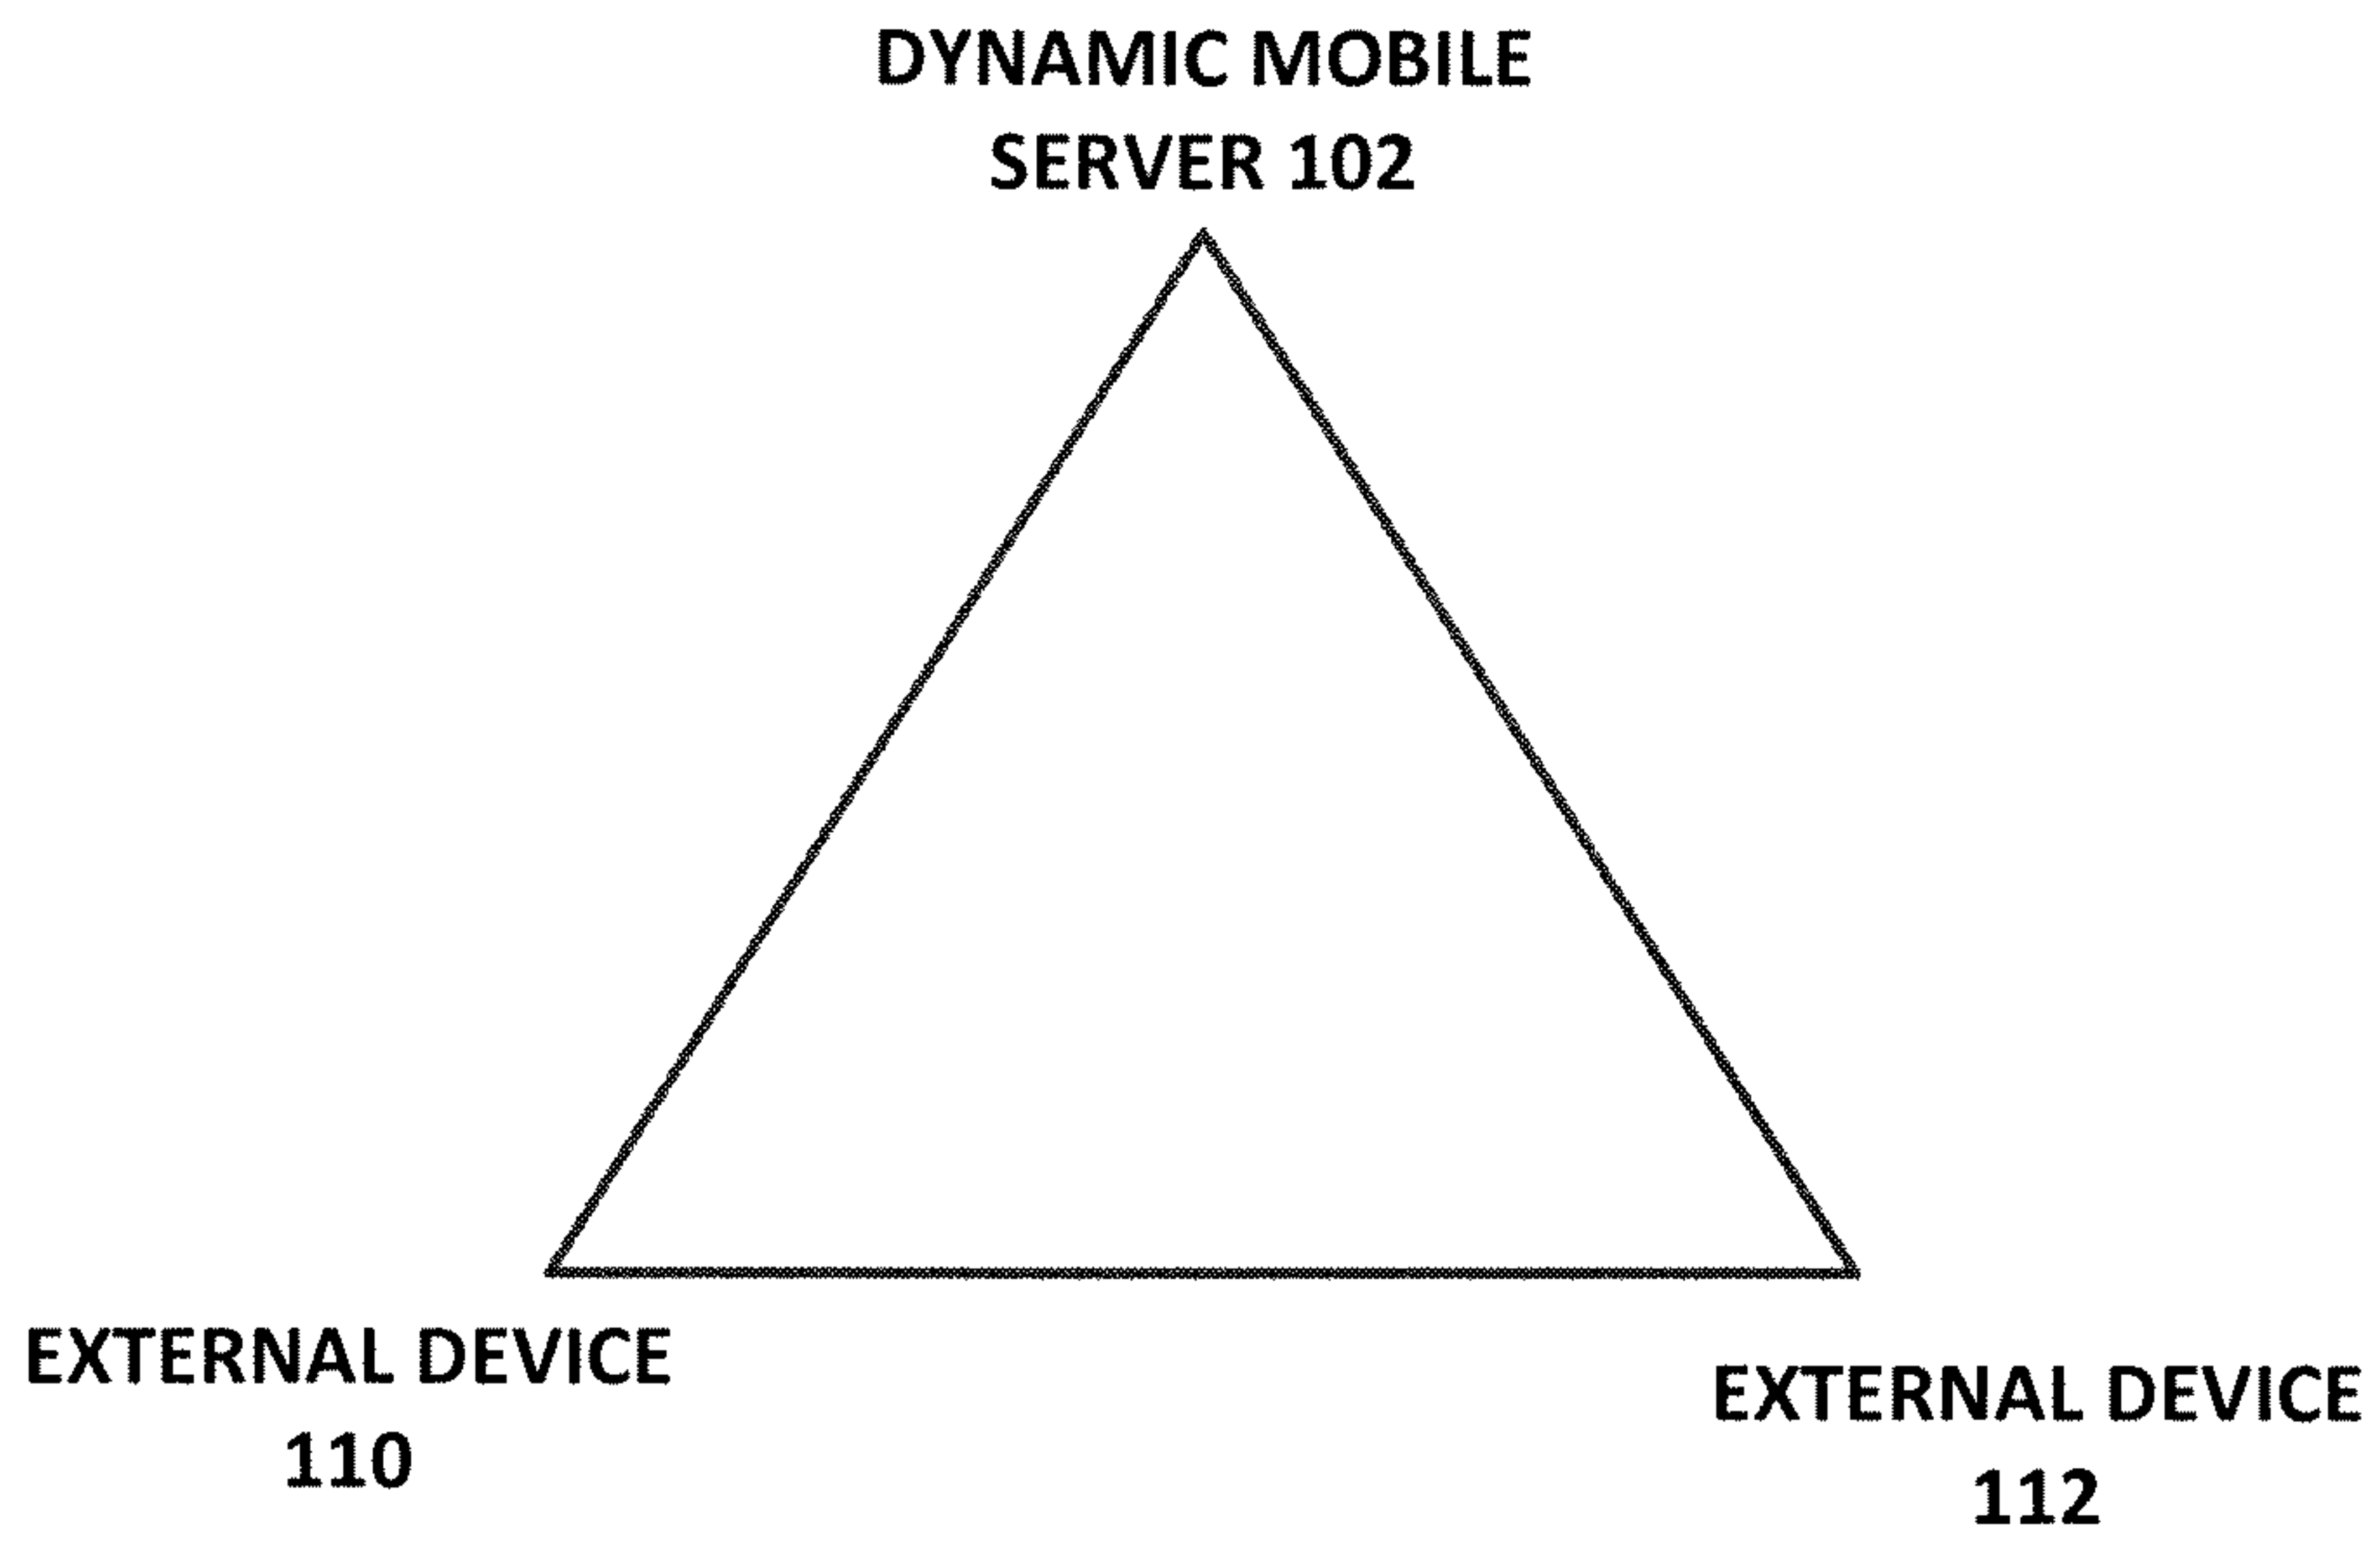 DYNAMIC MOBILE
SERVER 102
EXTERNAL DEVICE
110
EXTERNAL DEVICE
112